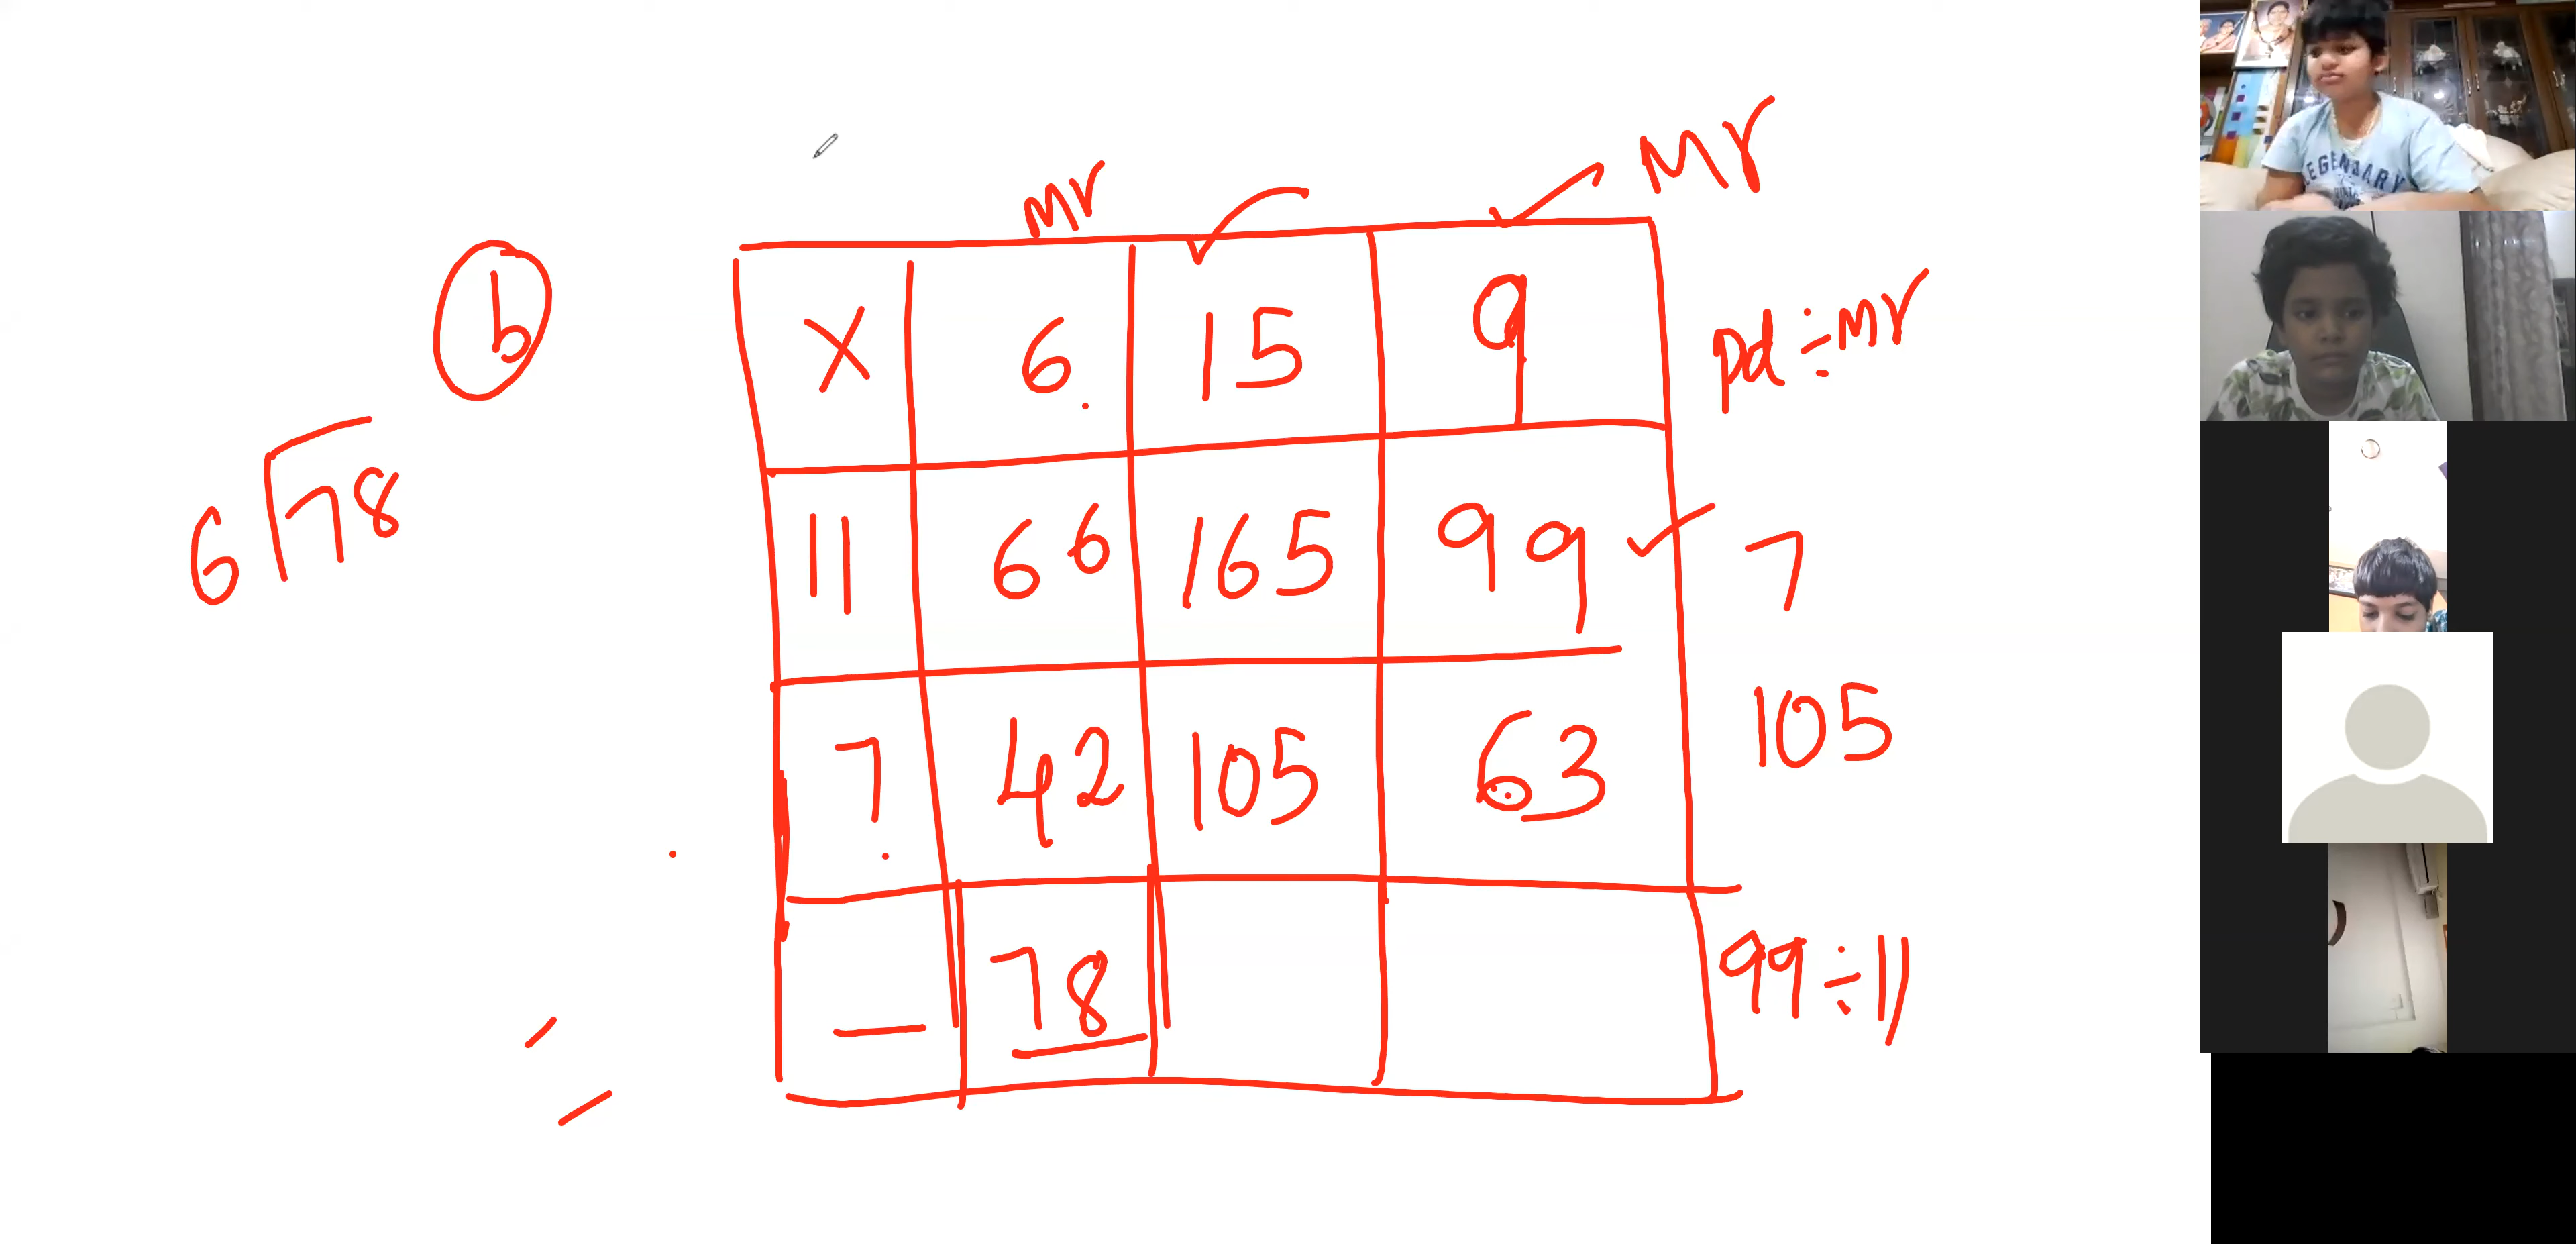 Mr
Mr
b
X 6 15 9
pd ÷ Mr
6 78
11 66 165 99
7
7 42 105 63
105
— 78
99 ÷ 11
LEGENDARY